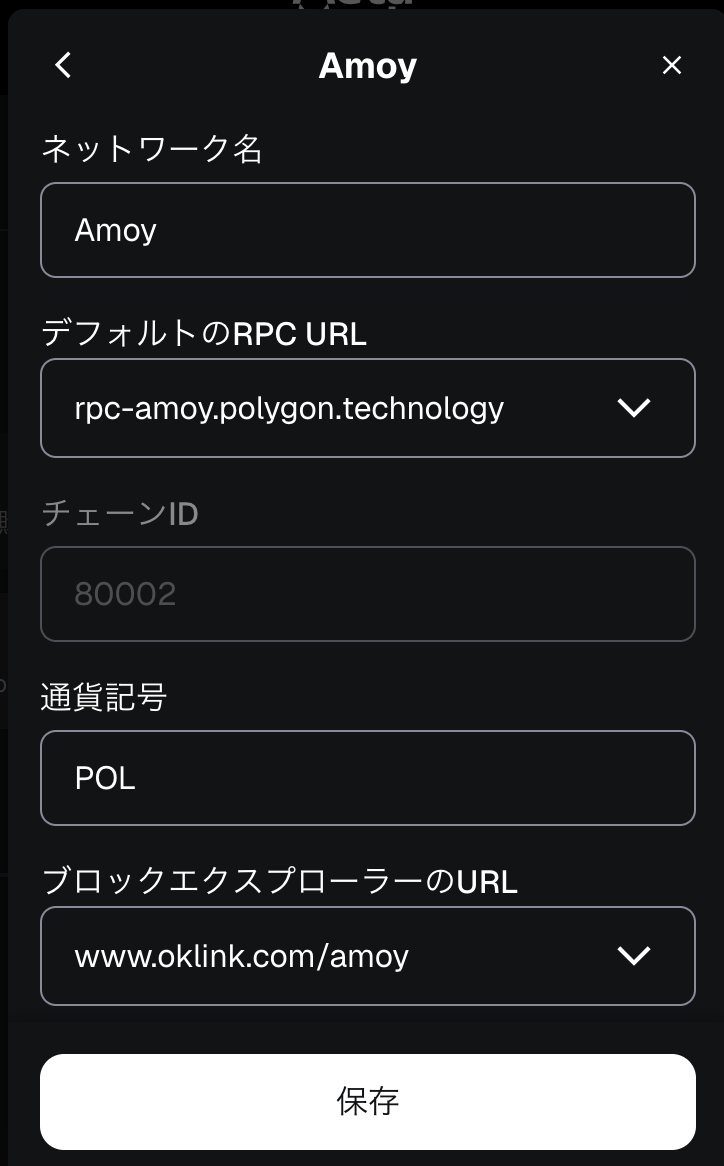 Amoy
ネットワーク名
Amoy
デフォルトのRPC URL
rpc-amoy.polygon.technology
チェーンID
80002
通貨記号
POL
ブロックエクスプローラーのURL
www.oklink.com/amoy
保存